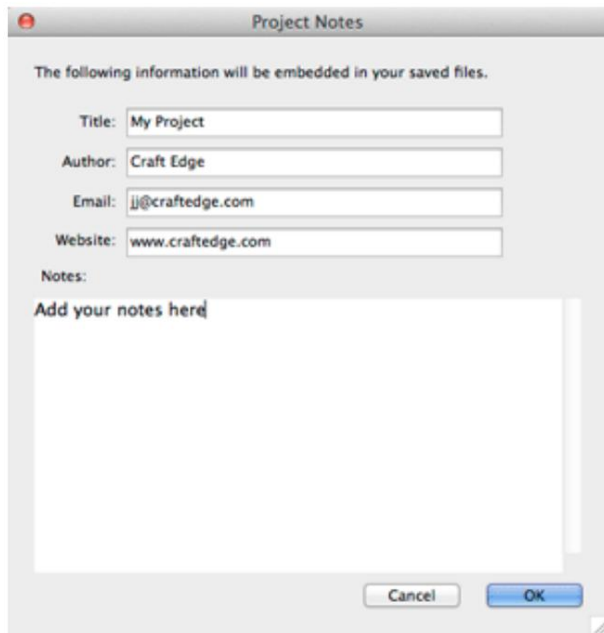 Project Notes
The following information will be embedded in your saved files.
Title: My Project
Author: Craft Edge
Email: jj@craftedge.com
Website: www.craftedge.com
Notes:
Add your notes here
Cancel OK